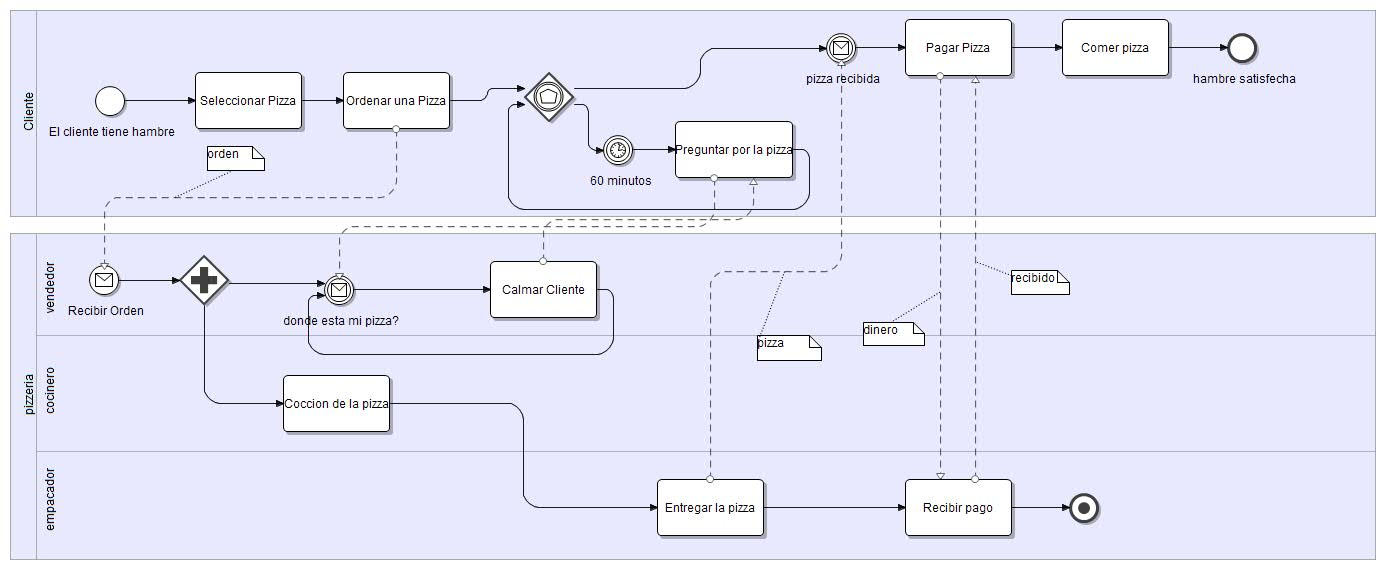 Cliente
El cliente tiene hambre
Seleccionar Pizza
Ordenar una Pizza
orden
60 minutos
Preguntar por la pizza
pizza recibida
Pagar Pizza
Comer pizza
hambre satisfecha
pizzeria
vendedor
Recibir Orden
donde esta mi pizza?
Calmar Cliente
pizza
dinero
recibido
cocinero
Coccion de la pizza
empacador
Entregar la pizza
Recibir pago